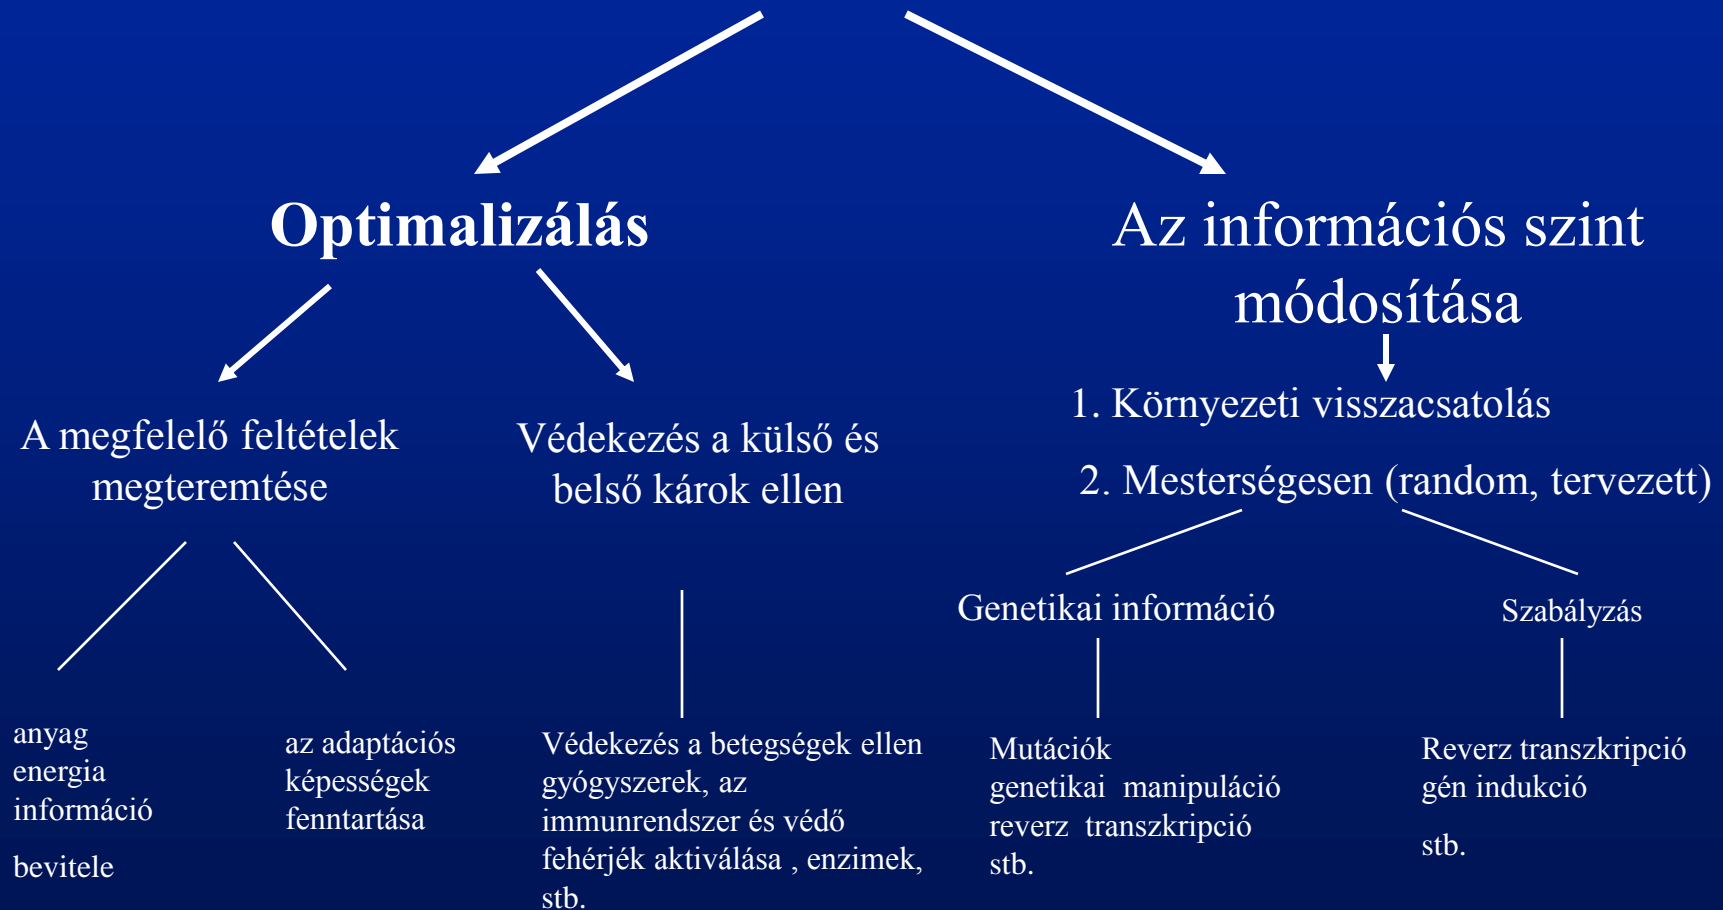 Optimalizálás
Az információs szint
módosítása
A megfelelő feltételek
megteremtése
Védekezés a külső és
belső károk ellen
1. Környezeti visszacsatolás
2. Mesterségesen (random, tervezett)
Genetikai információ
Szabályzás
anyag
energia
információ
bevitele
az adaptációs
képességek
fenntartása
Védekezés a betegségek ellen
gyógyszerek, az
immunrendszer és védő
fehérjék aktiválása , enzimek,
stb.
Mutációk
genetikai manipuláció
reverz transzkripció
stb.
Reverz transzkripció
gén indukció
stb.